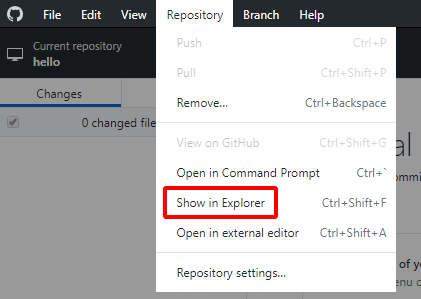 File Edit View Repository Branch Help
Current repository
hello
Changes
0 changed file
Push Ctrl+P
Pull Ctrl+Shift+P
Remove... Ctrl+Backspace
View on GitHub Ctrl+Shift+G
Open in Command Prompt Ctrl+`
Show in Explorer Ctrl+Shift+F
Open in external editor Ctrl+Shift+A
Repository settings...
al
ommi
of y
enu c